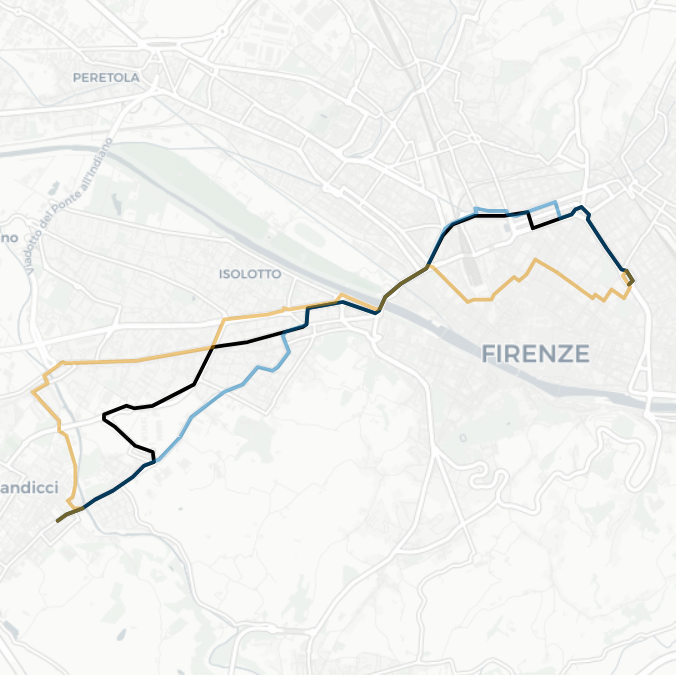 PERETOLA
Viadotto del Ponte all'Indiano
no
ISOLOTTO
FIRENZE
andicci